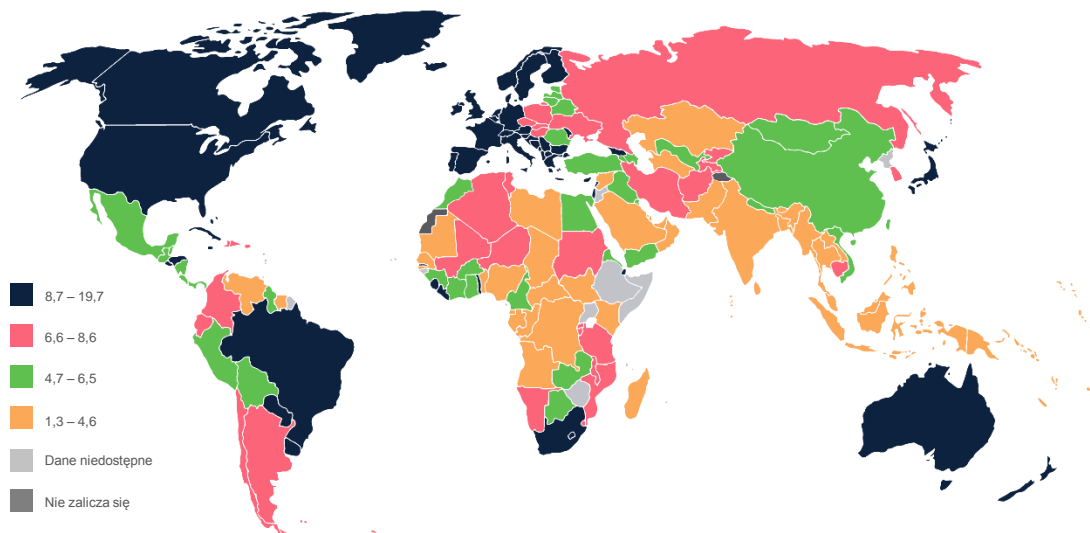 8,7 – 19,7
6,6 – 8,6
4,7 – 6,5
1,3 – 4,6
Dane niedostępne
Nie zalicza się